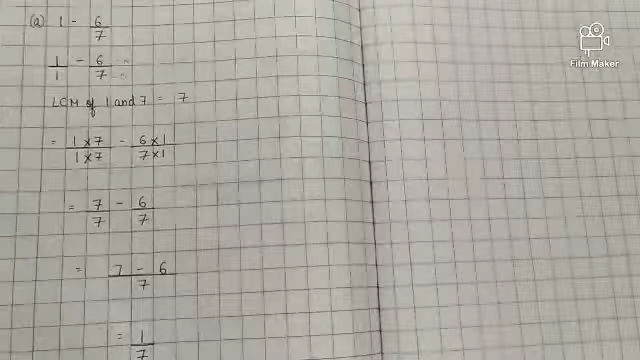 (a) 1 - 6/7
1/1 - 6/7
LCM of 1 and 7 = 7
= 1×7/1×7 - 6×1/7×1
= 7/7 - 6/7
= 7 - 6/7
= 1/7
Film Maker